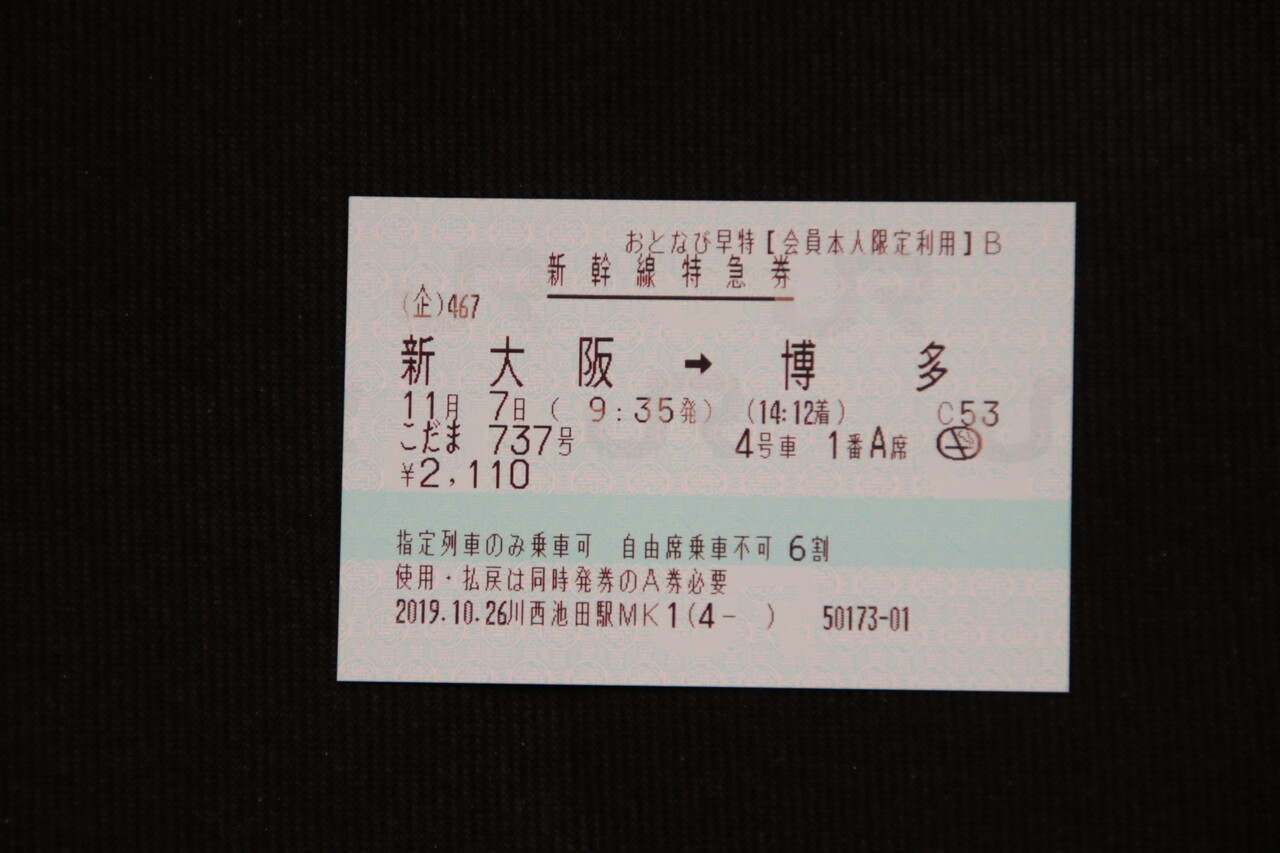 おとなび早特【会員本人限定利用】B
新幹線特急券
(企)467
新大阪 ➡ 博多
11月 7日 ( 9:35発) (14:12着) C53
こだま 737号 4号車 1番A席
¥2,110
指定列車のみ乗車可 自由席乗車不可 6割
使用・払戻は同時発券のA券必要
2019.10.26川西池田駅MK1(4- ) 50173-01